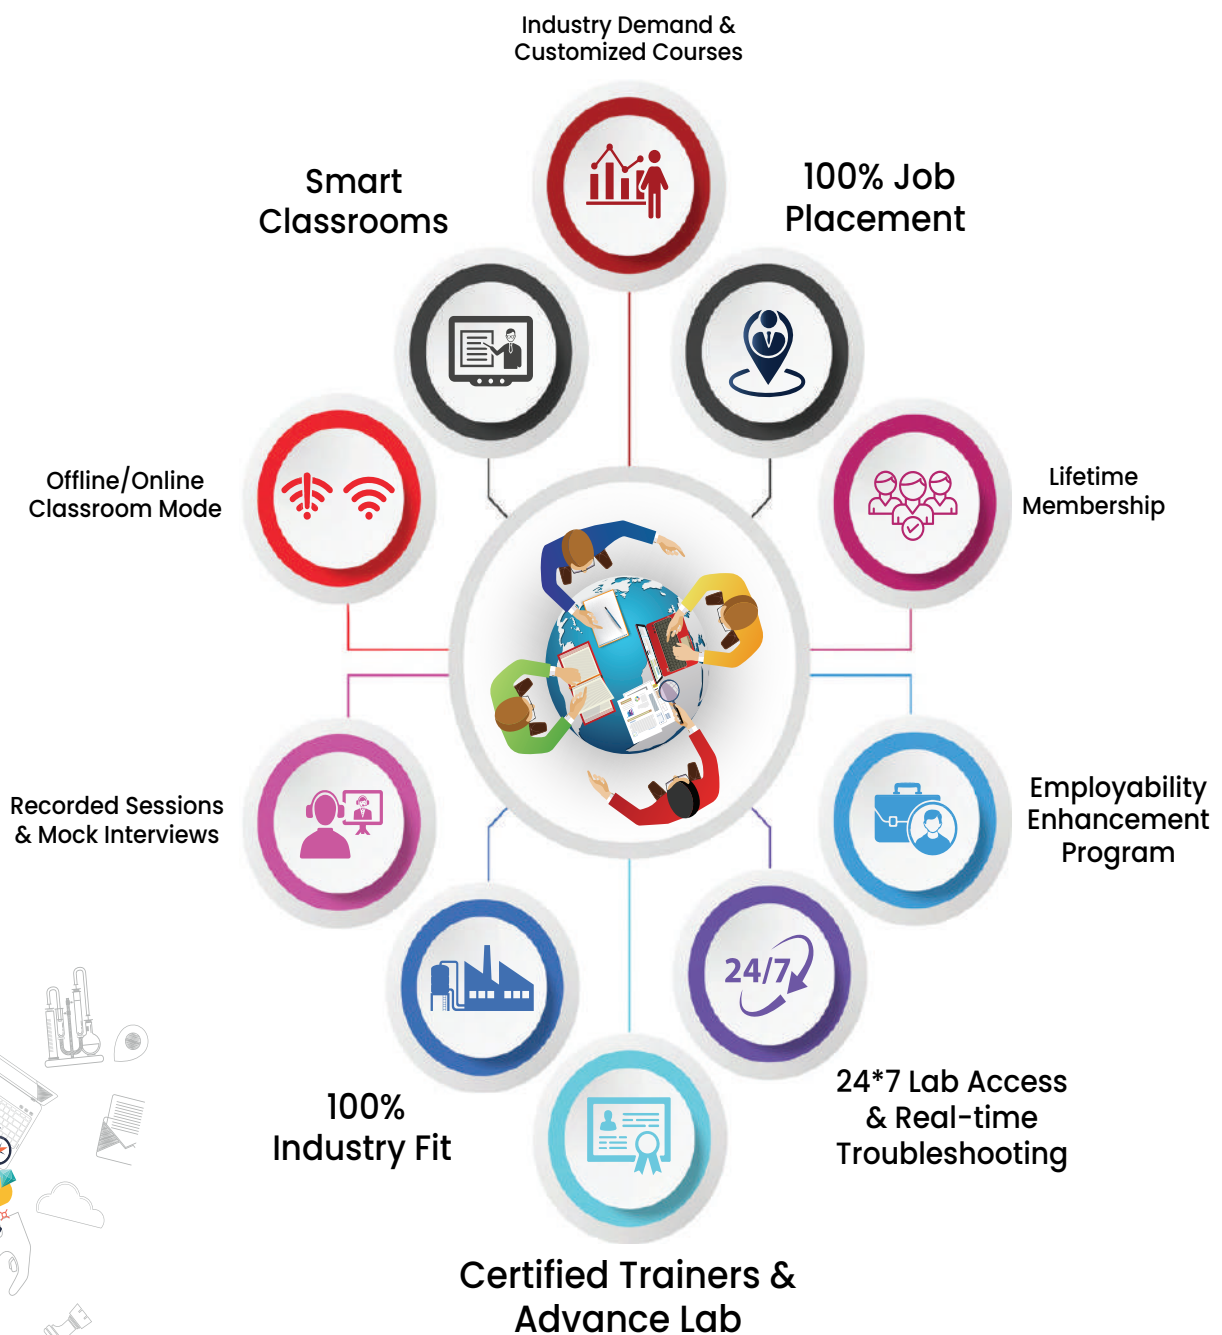 Industry Demand &
Customized Courses
Smart
Classrooms
100% Job
Placement
Offline/Online
Classroom Mode
Lifetime
Membership
Recorded Sessions
& Mock Interviews
Employability
Enhancement
Program
24/7
100%
Industry Fit
24*7 Lab Access
& Real-time
Troubleshooting
Certified Trainers &
Advance Lab